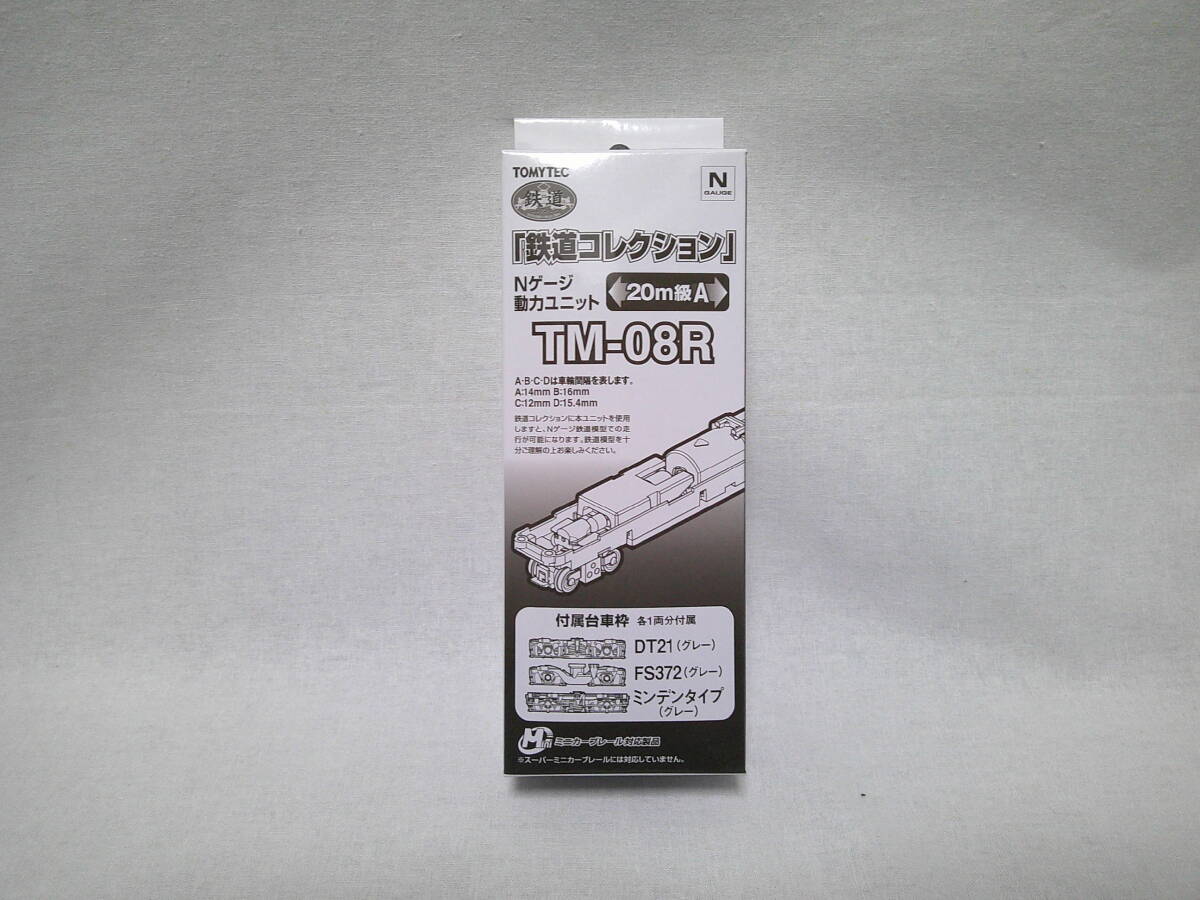 TOMYTEC
N
GAUGE
鉄道
「鉄道コレクション」
Nゲージ
動力ユニット
20m級A
TM-08R
A・B・C・Dは車輪間隔を表します。
A:14mm B:16mm
C:12mm D:15.4mm
鉄道コレクションに本ユニットを使用
しますと、Nゲージ鉄道模型での走
行が可能になります。鉄道模型を十
分ご理解の上お楽しみください。
付属台車枠 各1両分付属
DT21(グレー)
FS372(グレー)
ミンデンタイプ
(グレー)
Mini ミニカーブレール対応製品
※スーパーミニカーブレールには対応していません。